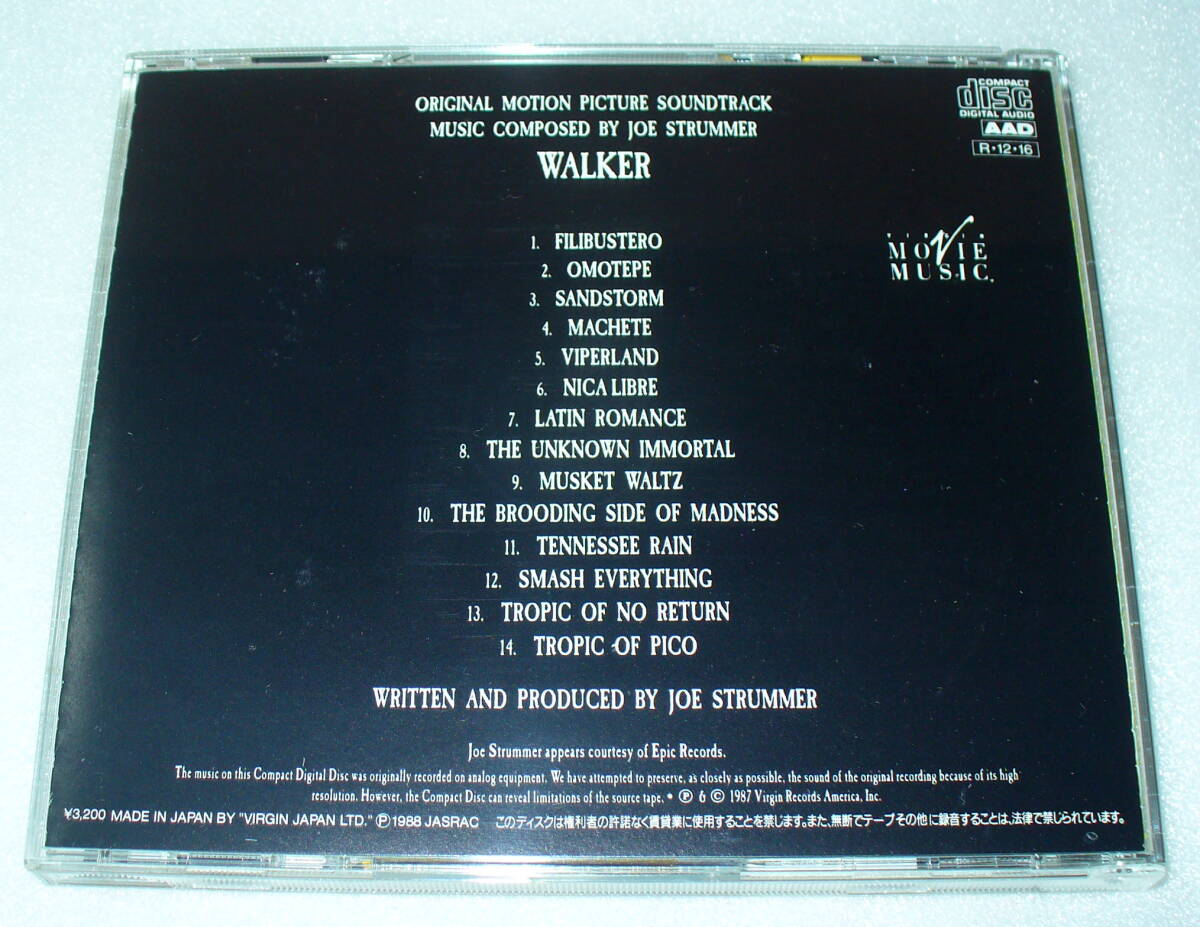 ORIGINAL MOTION PICTURE SOUNDTRACK
MUSIC COMPOSED BY JOE STRUMMER
WALKER
COMPACT
disc
DIGITAL AUDIO
AAD
R・12・16
VIRGIN
MOVIE
MUSIC.
1. FILIBUSTERO
2. OMOTEPE
3. SANDSTORM
4. MACHETE
5. VIPERLAND
6. NICA LIBRE
7. LATIN ROMANCE
8. THE UNKNOWN IMMORTAL
9. MUSKET WALTZ
10. THE BROODING SIDE OF MADNESS
11. TENNESSEE RAIN
12. SMASH EVERYTHING
13. TROPIC OF NO RETURN
14. TROPIC OF PICO
WRITTEN AND PRODUCED BY JOE STRUMMER
Joe Strummer appears courtesy of Epic Records.
The music on this Compact Digital Disc was originally recorded on analog equipment. We have attempted to preserve, as closely as possible, the sound of the original recording because of its high
resolution. However, the Compact Disc can reveal limitations of the source tape. • ℗ & © 1987 Virgin Records America, Inc.
¥3,200 MADE IN JAPAN BY "VIRGIN JAPAN LTD." ℗1988 JASRAC このディスクは権利者の許諾なく賃貸業に使用することを禁じます。また、無断でテープその他に録音することは、法律で禁じられています。